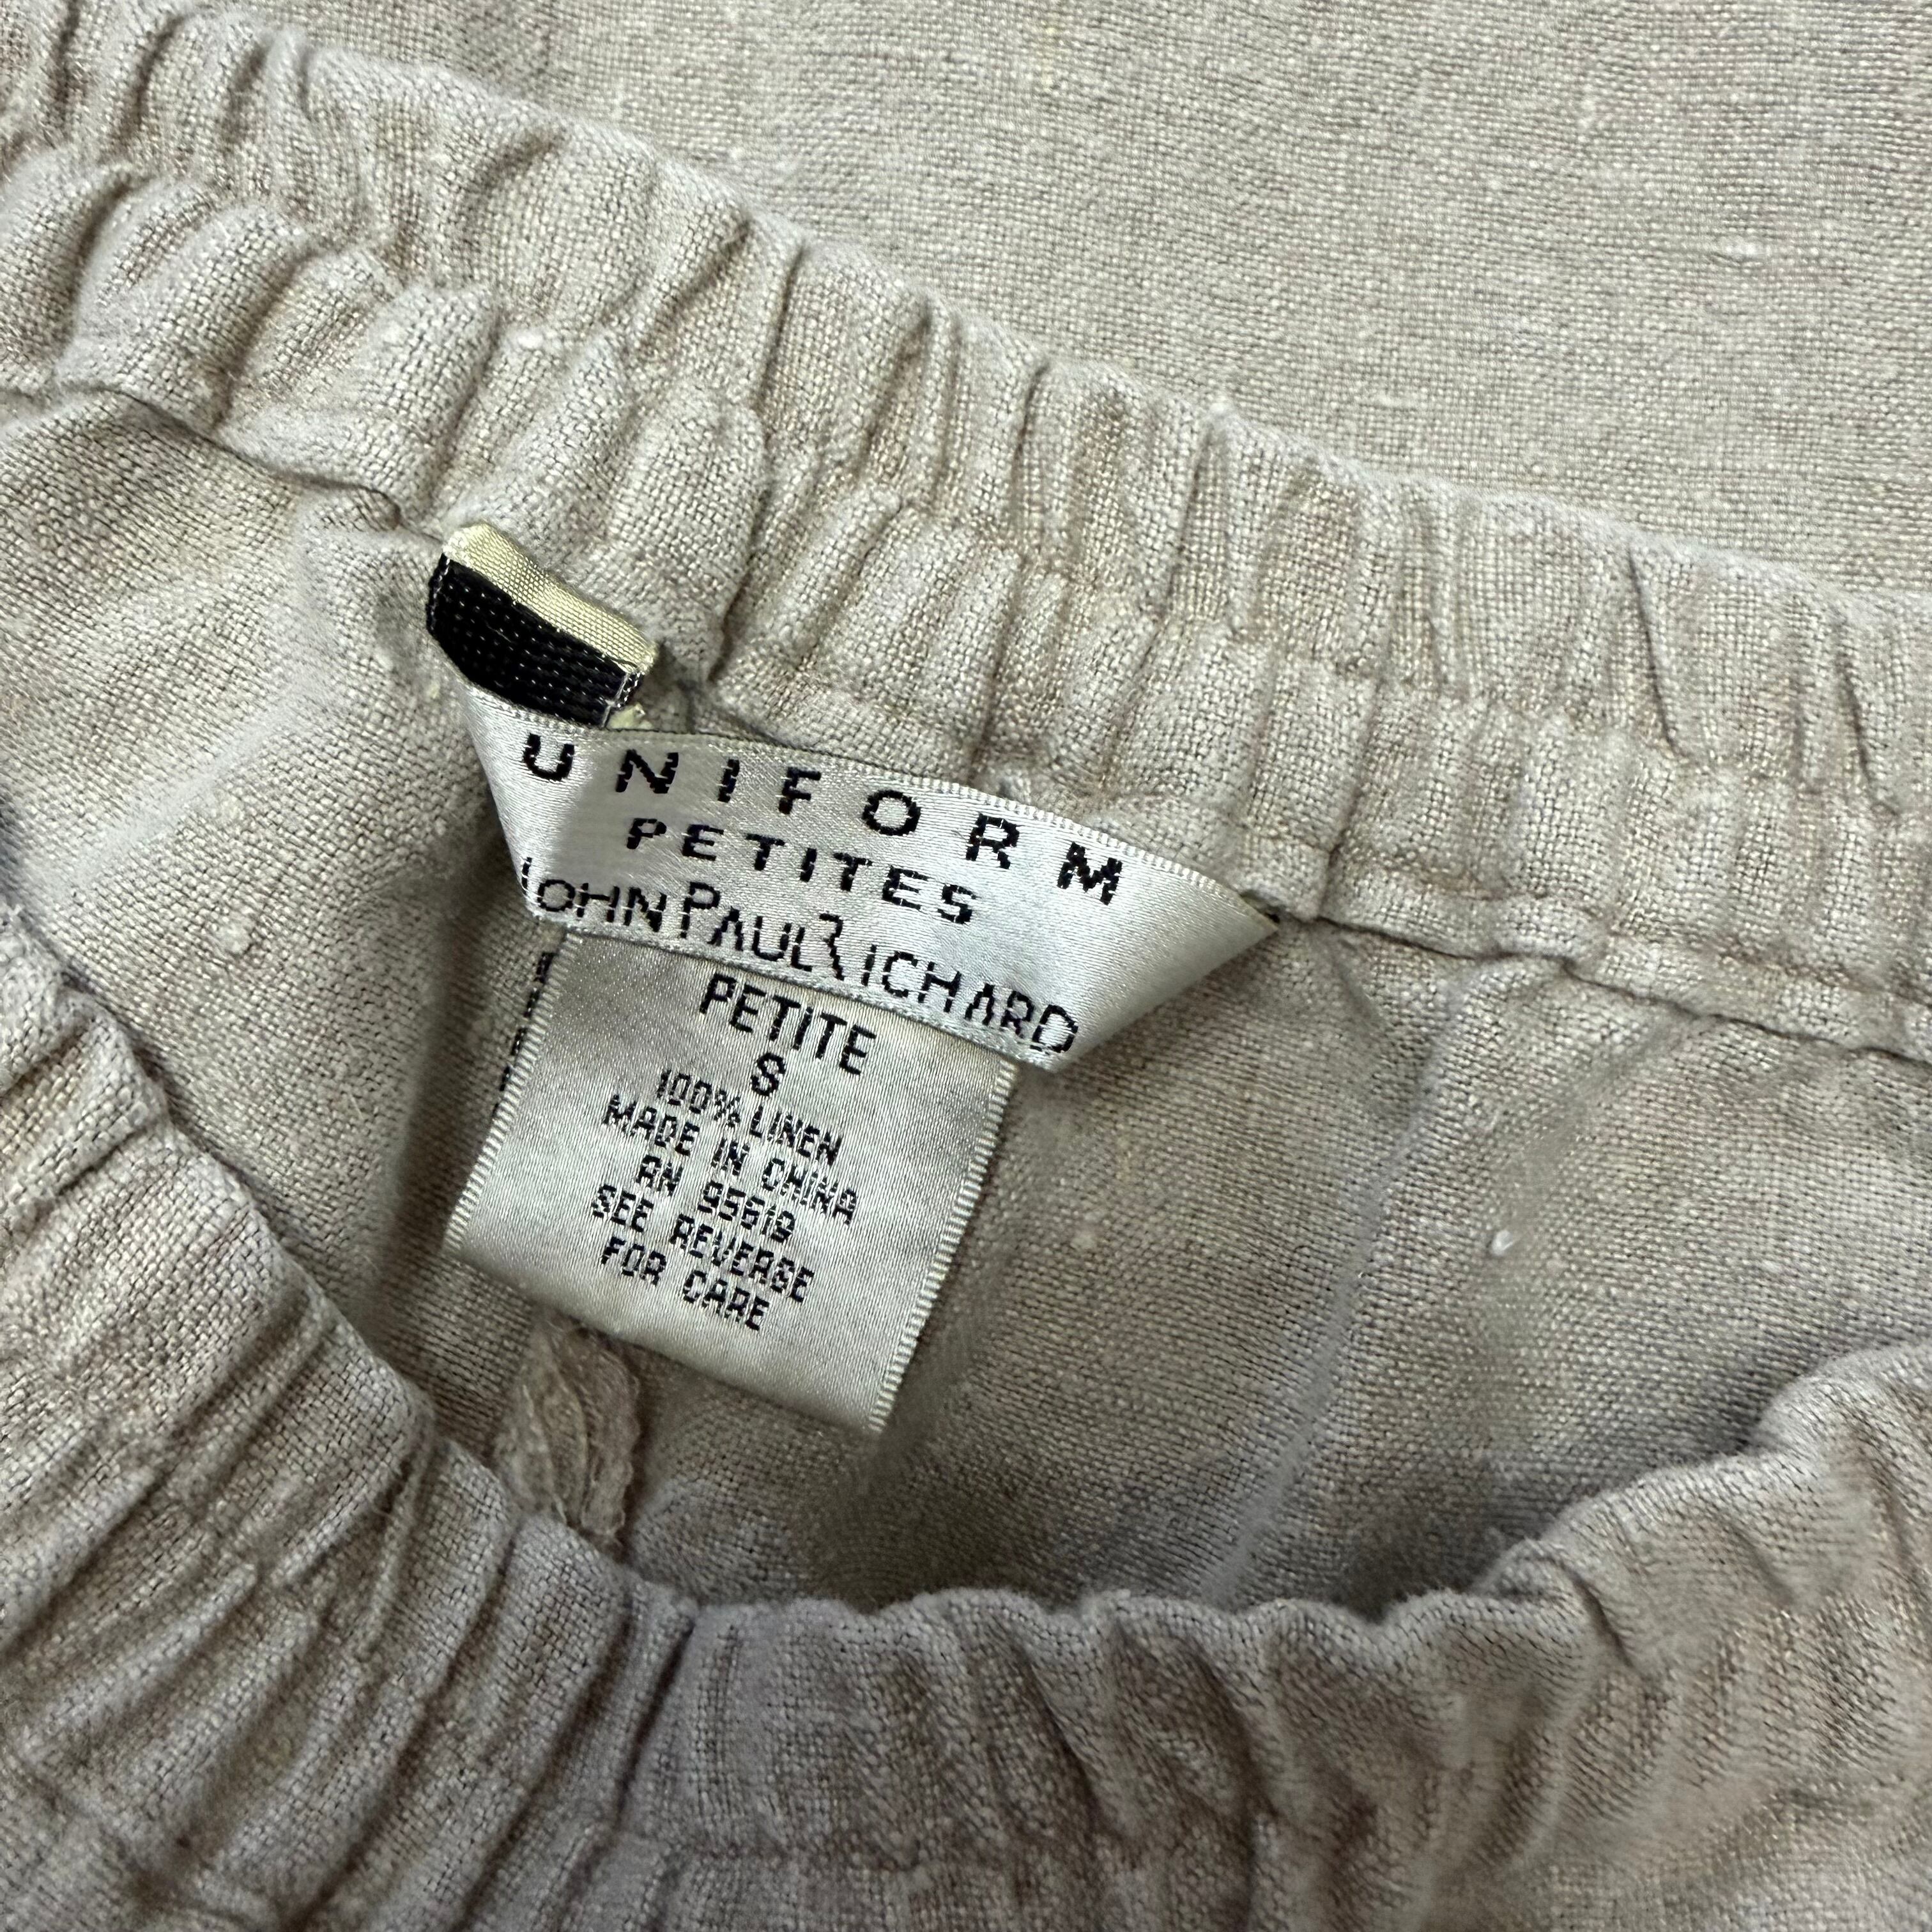 UNIFORM
PETITES
JOHN PAUL RICHARD
PETITE
S
100% LINEN
MADE IN CHINA
RN 95619
SEE REVERSE
FOR CARE